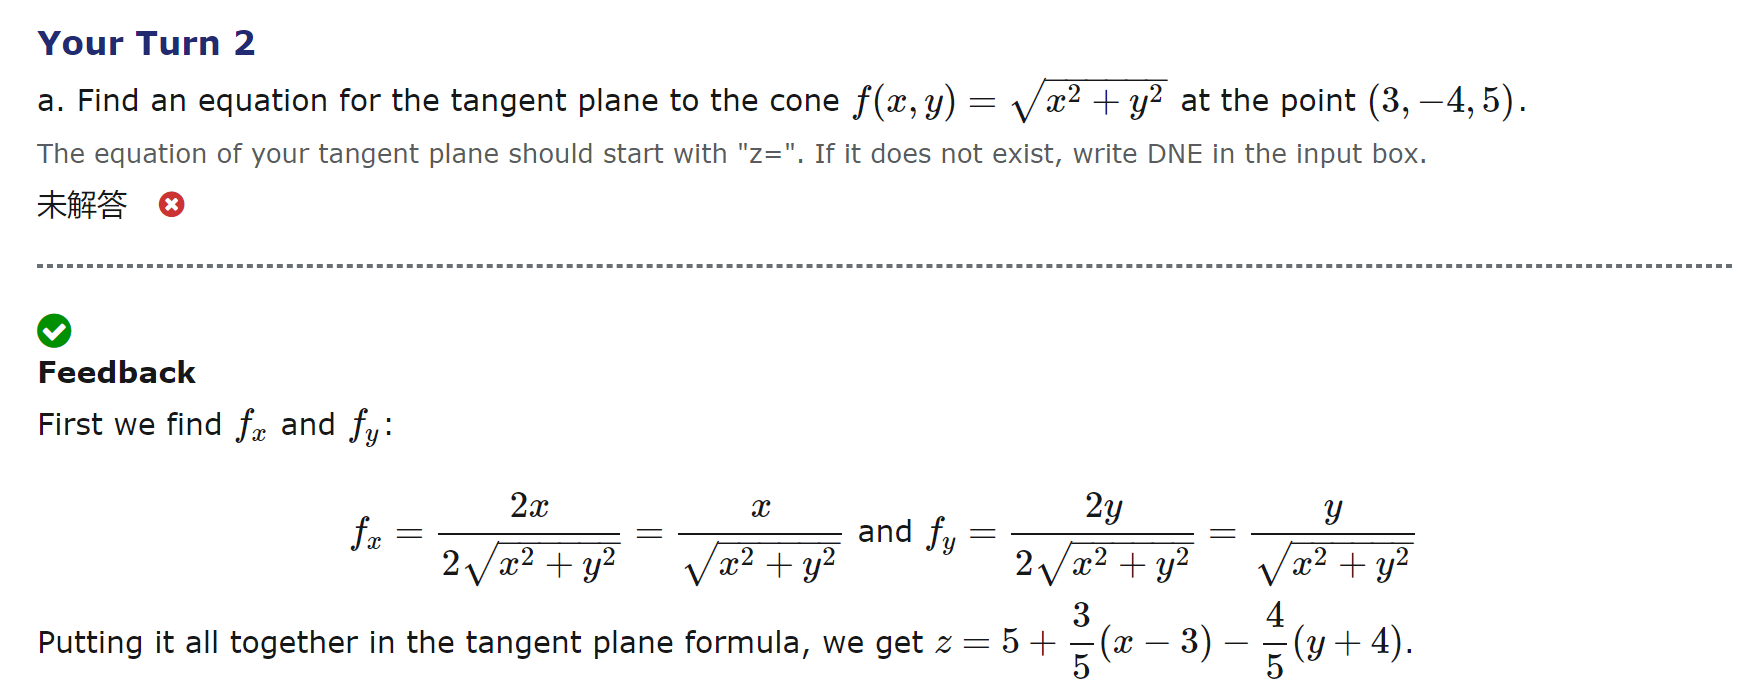 Your Turn 2
a. Find an equation for the tangent plane to the cone $f(x, y) = \sqrt{x^2 + y^2}$ at the point $(3, -4, 5)$.
The equation of your tangent plane should start with "z=". If it does not exist, write DNE in the input box.
未解答
Feedback
First we find $f_x$ and $f_y$:
$f_x = \frac{2x}{2\sqrt{x^2 + y^2}} = \frac{x}{\sqrt{x^2 + y^2}}$ and $f_y = \frac{2y}{2\sqrt{x^2 + y^2}} = \frac{y}{\sqrt{x^2 + y^2}}$
Putting it all together in the tangent plane formula, we get $z = 5 + \frac{3}{5}(x - 3) - \frac{4}{5}(y + 4)$.